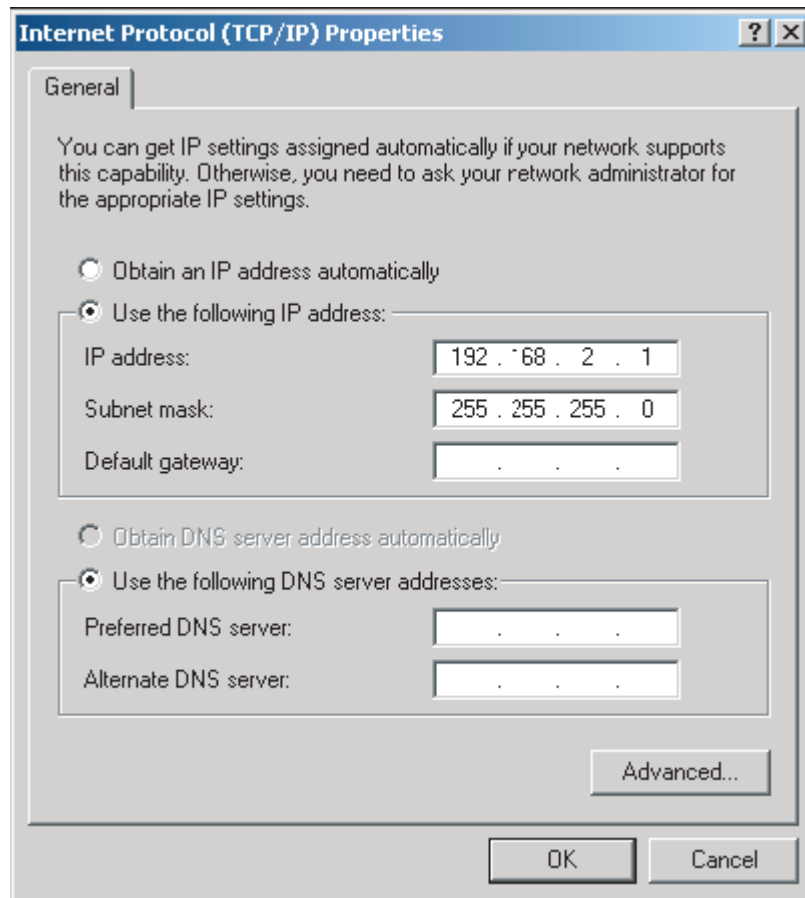 Internet Protocol (TCP/IP) Properties
General
You can get IP settings assigned automatically if your network supports
this capability. Otherwise, you need to ask your network administrator for
the appropriate IP settings.
Obtain an IP address automatically
Use the following IP address:
IP address: 192 . 168 . 2 . 1
Subnet mask: 255 . 255 . 255 . 0
Default gateway: . . .
Obtain DNS server address automatically
Use the following DNS server addresses:
Preferred DNS server: . . .
Alternate DNS server: . . .
Advanced...
OK Cancel